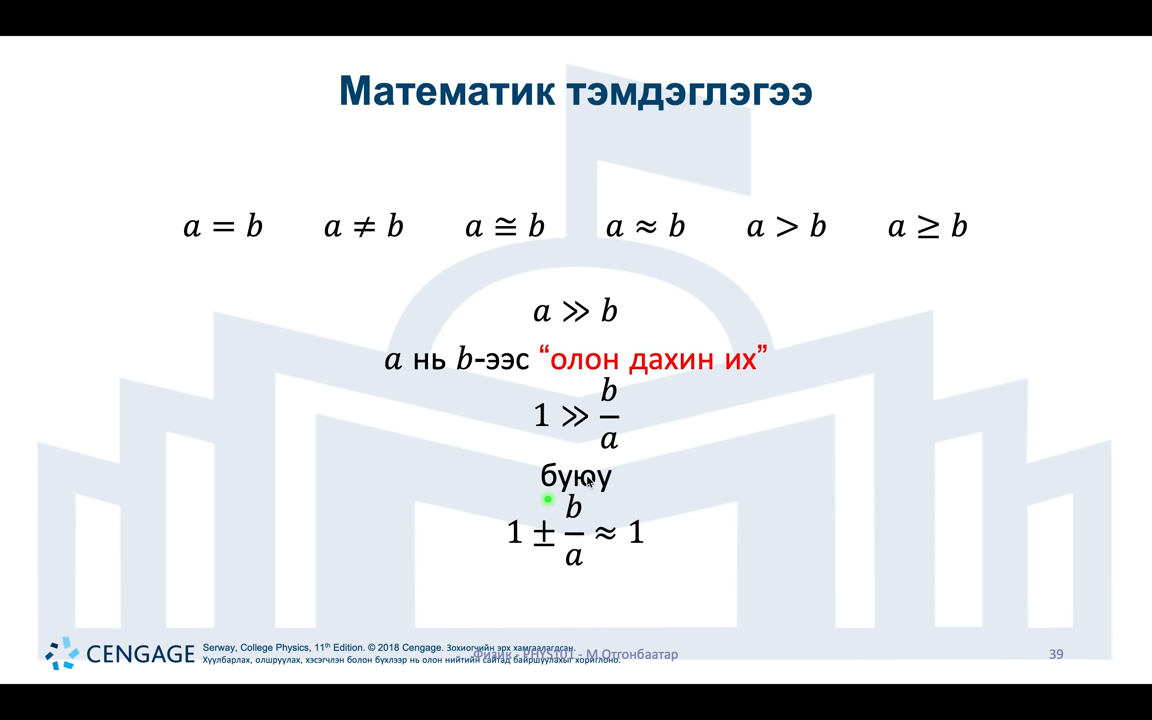 Математик тэмдэглэгээ
a = b a ≠ b a ≅ b a ≈ b a > b a ≥ b
a ≫ b
a нь b-ээс “олон дахин их”
1 ≫ b/a
буюу
1 ± b/a ≈ 1
CENGAGE
Serway, College Physics, 11th Edition. © 2018 Cengage. Зохиогчийн эрх хамгаалагдсан.
Хуулбарлах, олшруулах, хэсэгчлэн болон бүхлээр нь олон нийтийн сайтад байршуулахыг хориглоно.
Физик - PHYS101 - М.Отгонбаатар
39